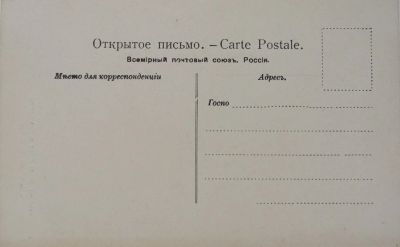 Открытое письмо. — Carte Postale.
Всемірный почтовый союзъ. Россія.
Мѣсто для корреспонденціи
Адресъ.
Госпо